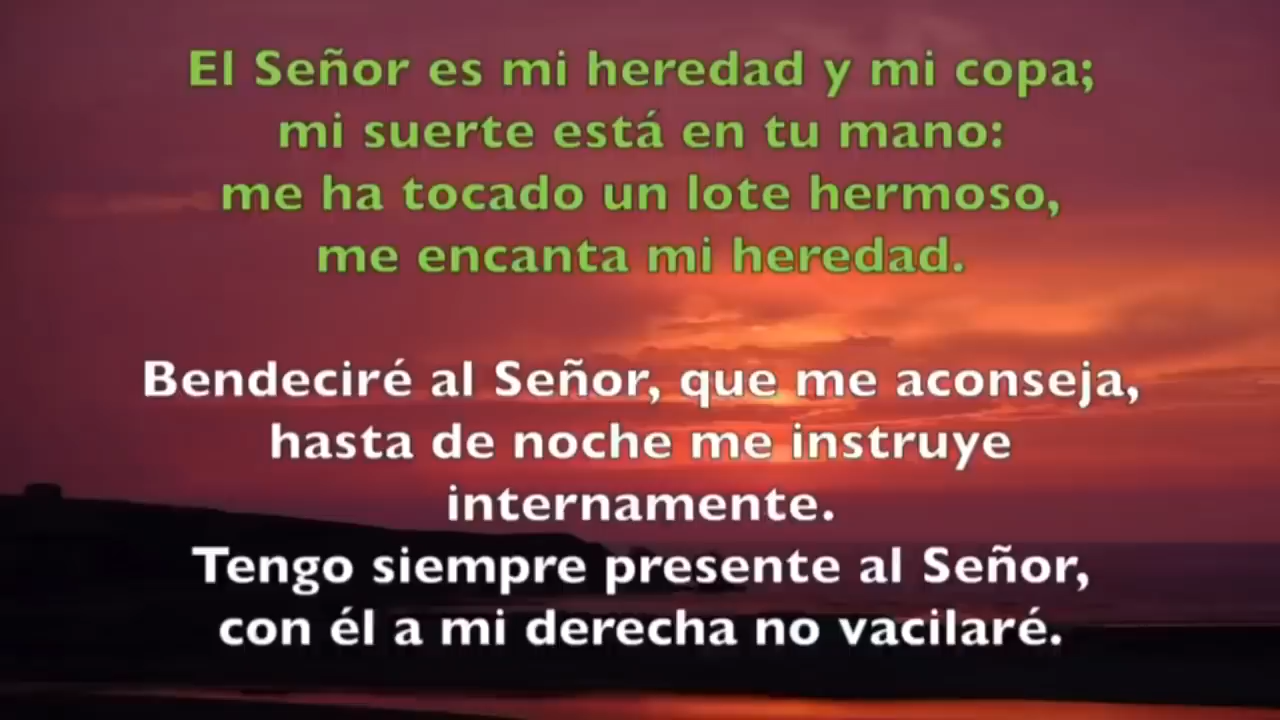 El Señor es mi heredad y mi copa;
mi suerte está en tu mano:
me ha tocado un lote hermoso,
me encanta mi heredad.
Bendeciré al Señor, que me aconseja,
hasta de noche me instruye
internamente.
Tengo siempre presente al Señor,
con él a mi derecha no vacilaré.